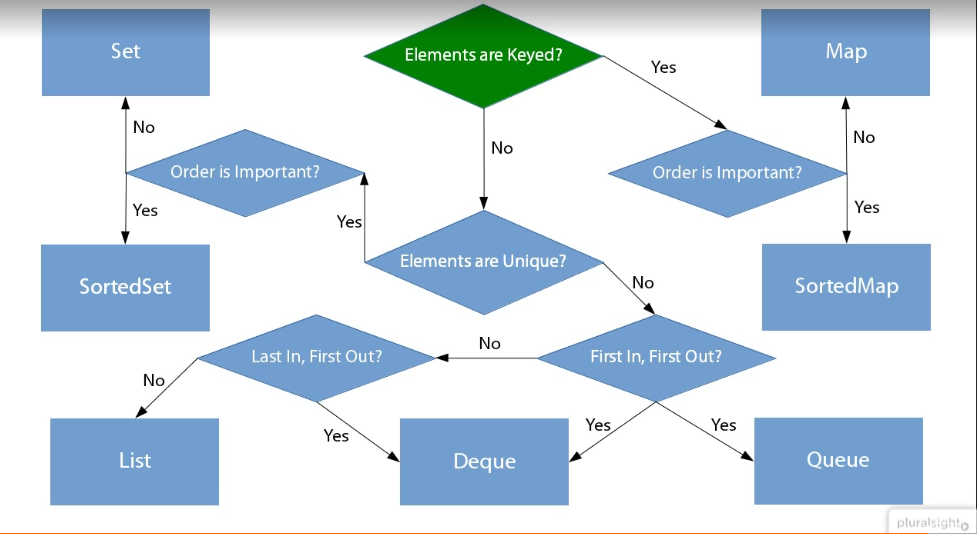 Set
Elements are Keyed?
Map
Yes
No
No
No
Order is Important?
Order is Important?
Yes
Yes
Yes
Elements are Unique?
SortedSet
No
SortedMap
No
Last In, First Out?
First In, First Out?
No
Yes
Yes
Yes
List
Deque
Queue
pluralsight